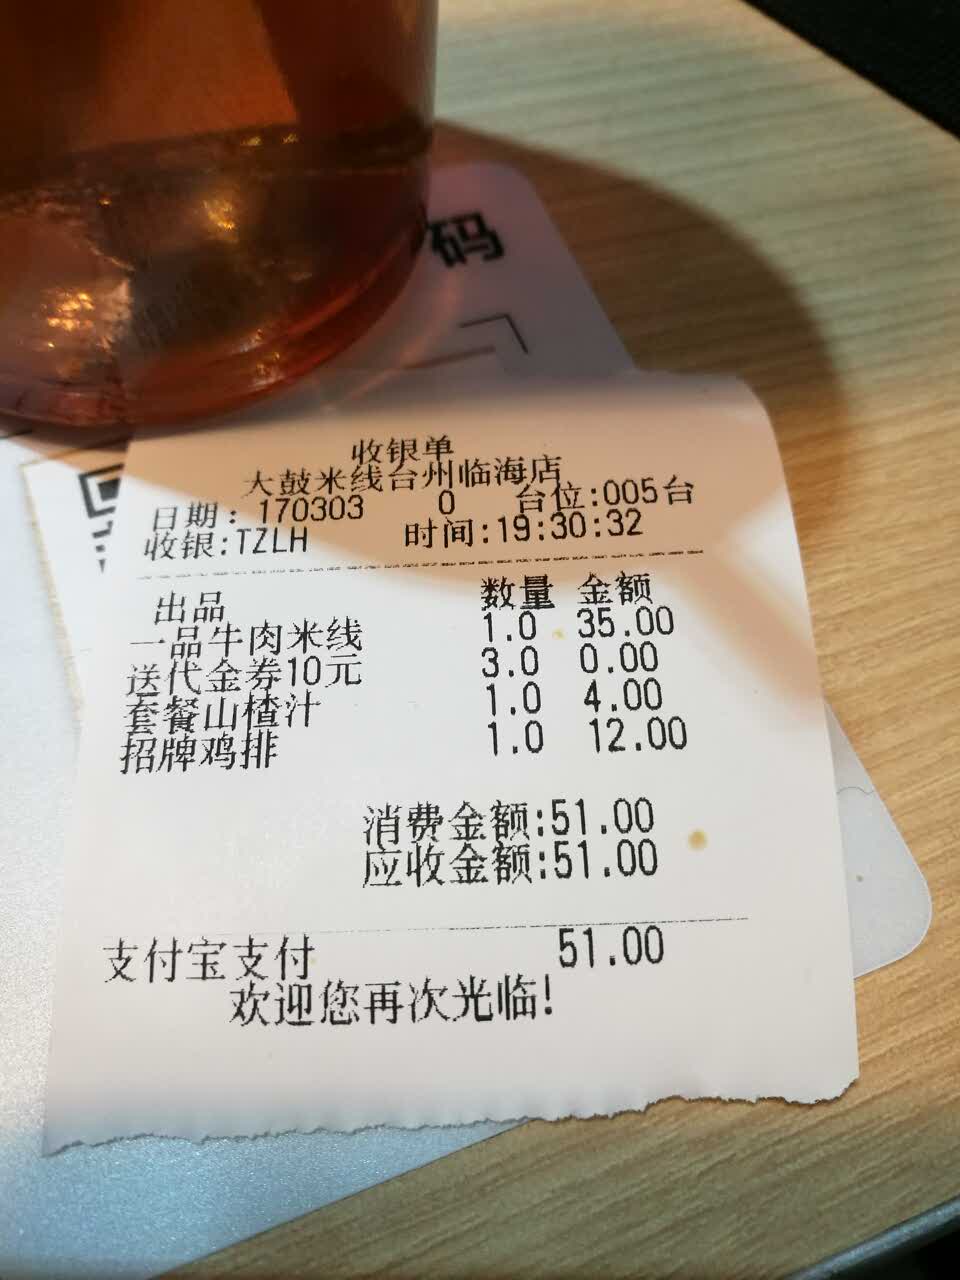 码
收银单
大鼓米线台州临海店
日期：170303 0 台位:005台
收银:TZLH 时间:19:30:32
出品 数量 金额
一品牛肉米线 1.0 35.00
送代金券10元 3.0 0.00
套餐山楂汁 1.0 4.00
招牌鸡排 1.0 12.00
消费金额:51.00
应收金额:51.00
支付宝支付 51.00
欢迎您再次光临!